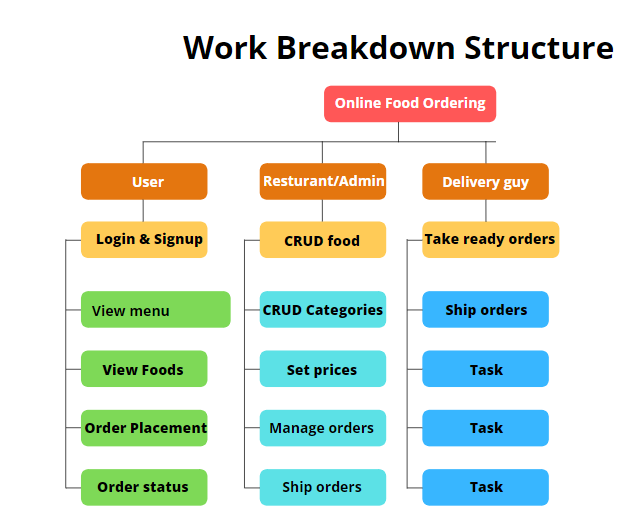 Work Breakdown Structure
Online Food Ordering
User
Resturant/Admin
Delivery guy
Login & Signup
CRUD food
Take ready orders
View menu
CRUD Categories
Ship orders
View Foods
Set prices
Task
Order Placement
Manage orders
Task
Order status
Ship orders
Task